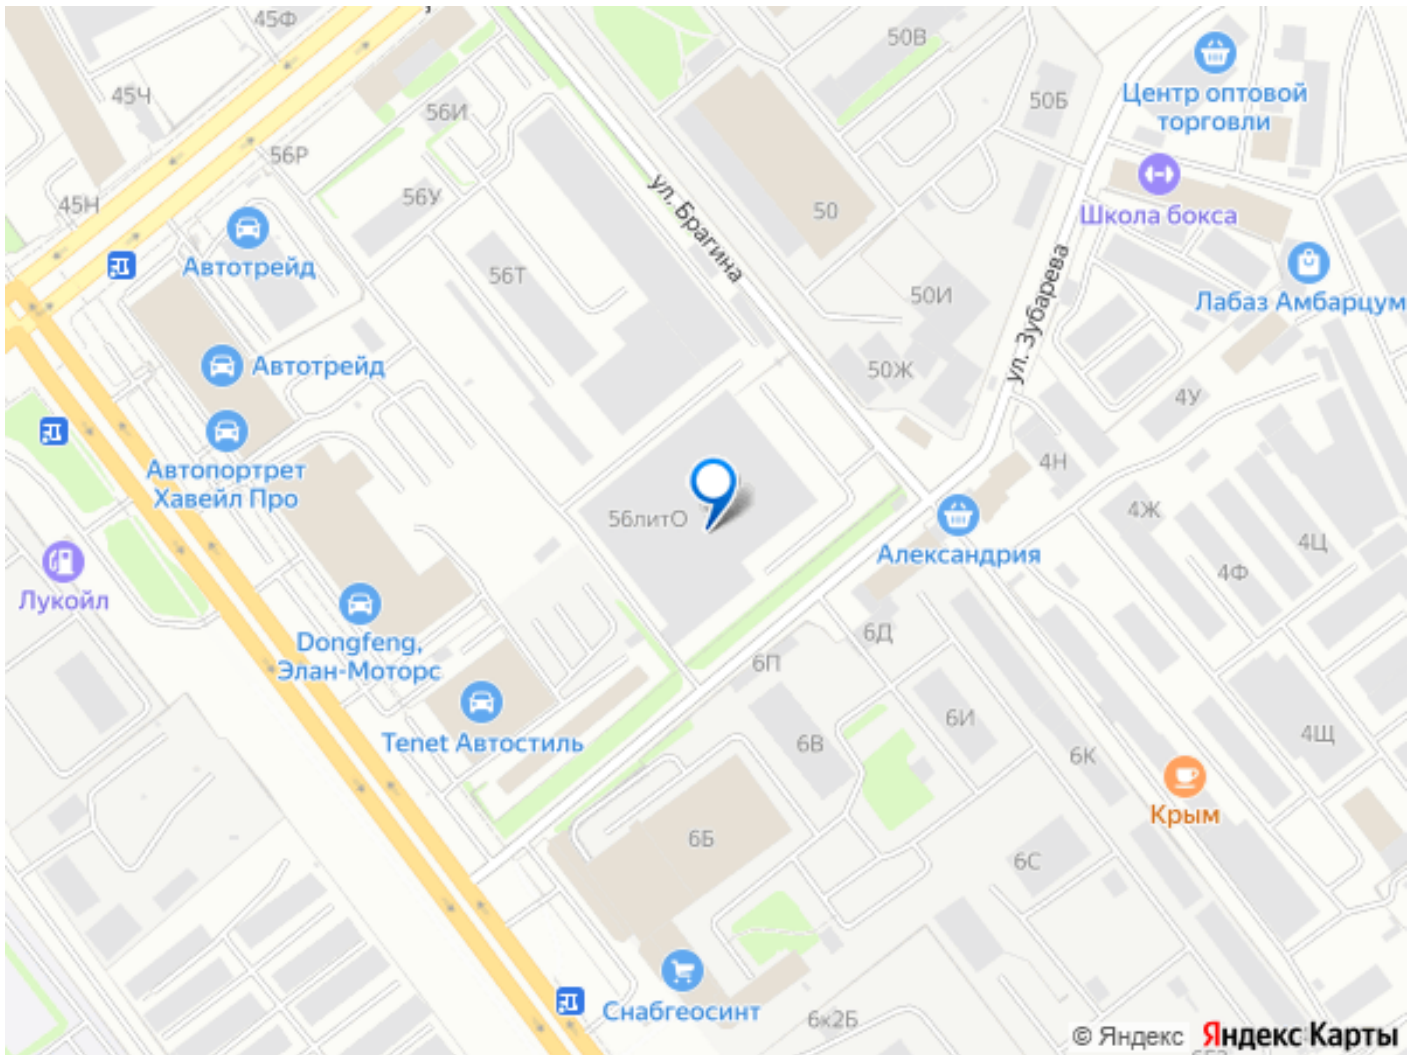 45Ф
50В
Центр оптовой
торговли
45Ч
56И
50Б
56Р
45Н
56У
Школа бокса
50
ул. Брагина
Автотрейд
56Т
50И
ул. Зубарева
Лабаз Амбарцум
Автотрейд
50Ж
4У
Автопортрет
Хавейл Про
4Н
56литО
4Ж
Александрия
4Ц
4Ф
Лукойл
Dongfeng,
Элан-Моторс
6Д
6П
Tenet Автостиль
6В
6И
6К
4Щ
Крым
6Б
6С
Снабгеосинт
6к2Б
© Яндекс Яндекс Карты